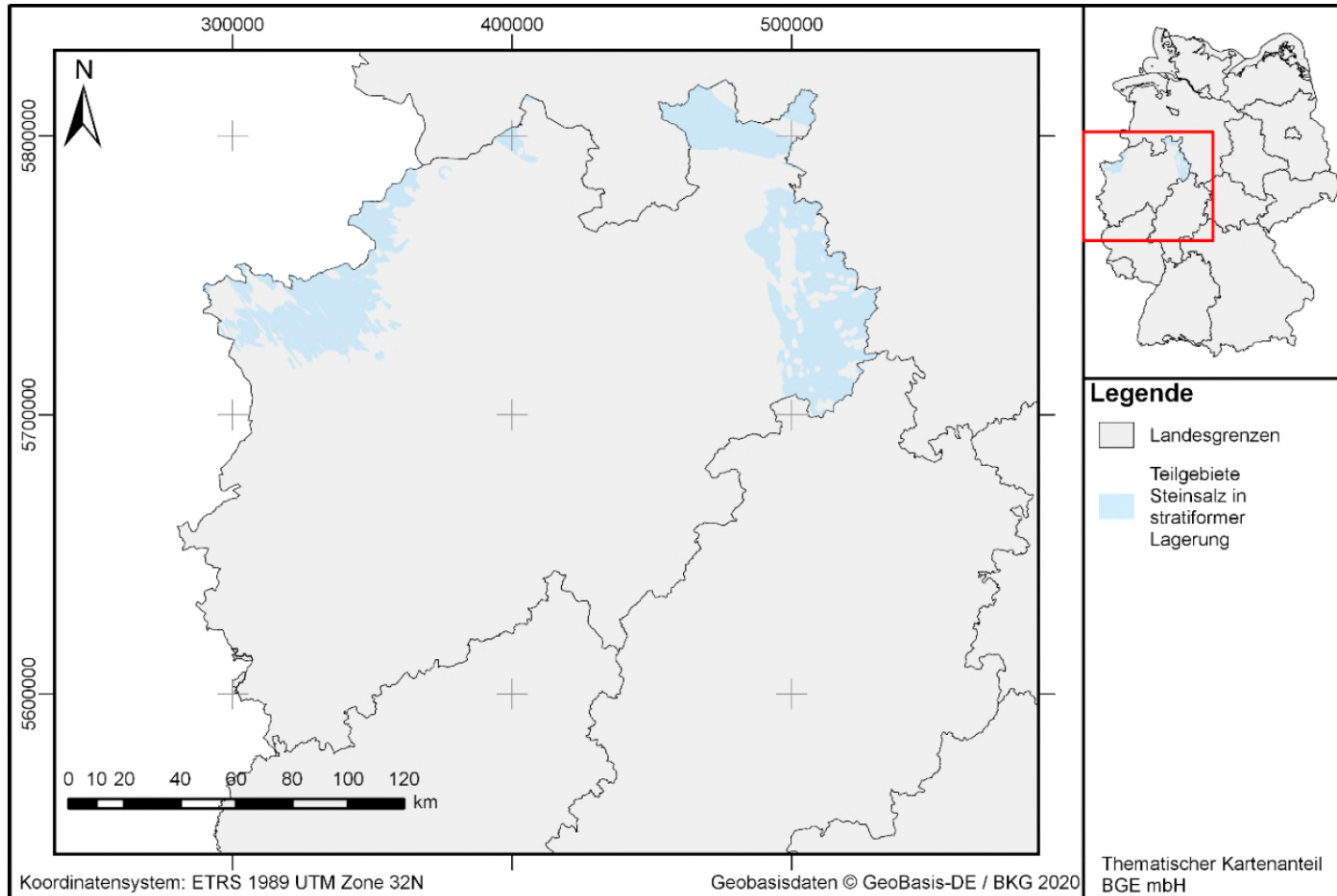 300000
400000
500000
N
5800000
5700000
5600000
0 10 20 40 60 80 100 120
km
Koordinatensystem: ETRS 1989 UTM Zone 32N
Geobasisdaten © GeoBasis-DE / BKG 2020
Legende
Landesgrenzen
Teilgebiete
Steinsalz in
stratiformer
Lagerung
Thematischer Kartenanteil
BGE mbH